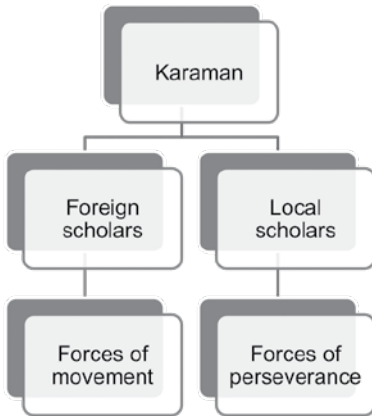 Karaman
Foreign
scholars
Local
scholars
Forces of
movement
Forces of
perseverance